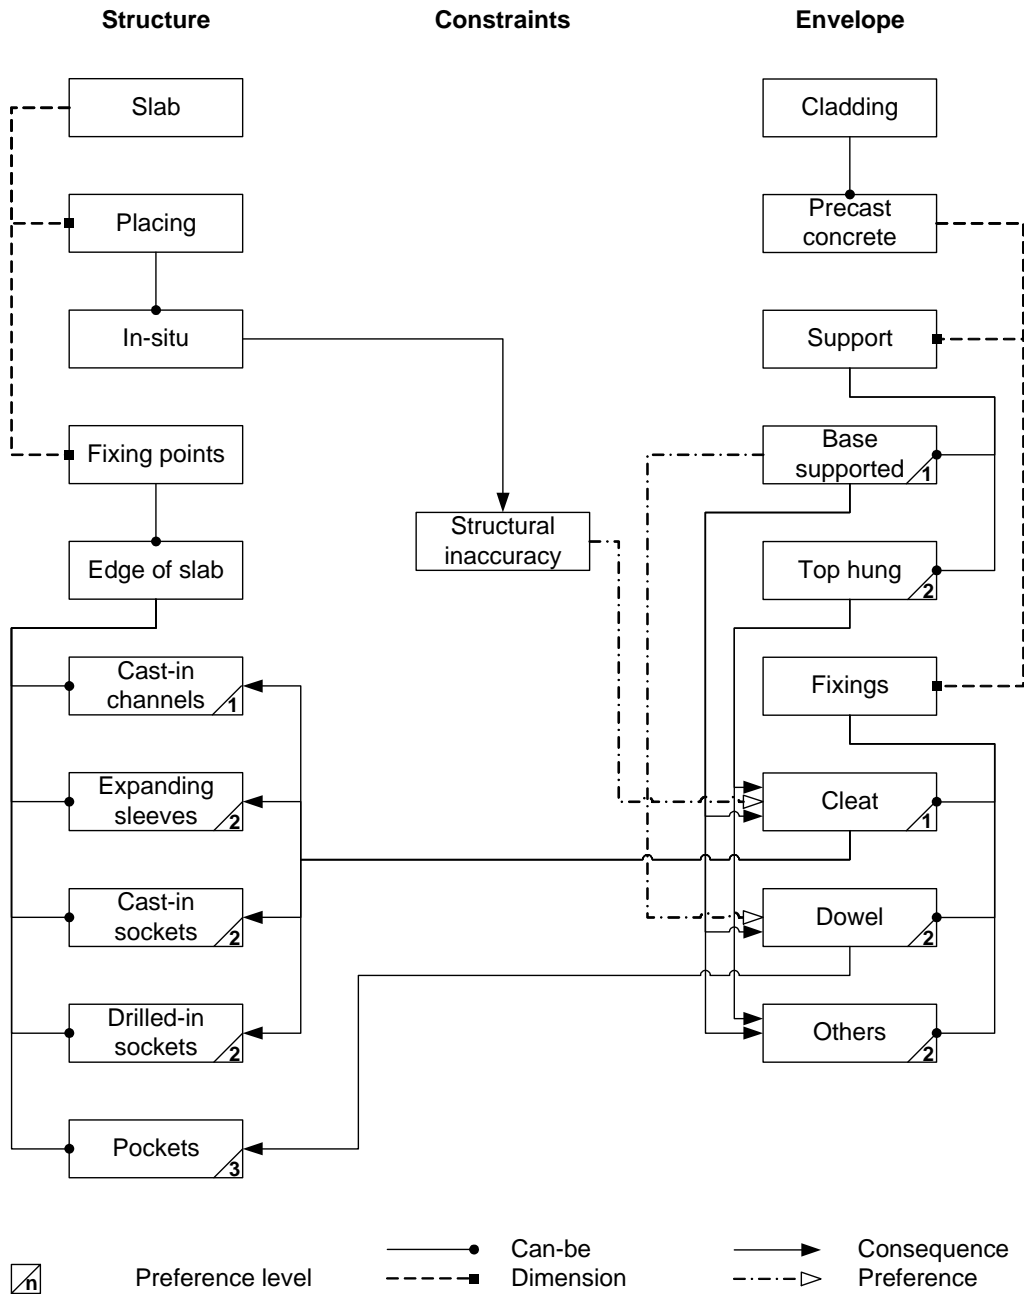 Structure
Constraints
Envelope
Slab
Cladding
Placing
Precast
concrete
In-situ
Support
Fixing points
Base
supported
1
Structural
inaccuracy
Edge of slab
Top hung
2
Cast-in
channels
1
Fixings
Expanding
sleeves
2
Cleat
1
Cast-in
sockets
2
Dowel
2
Drilled-in
sockets
2
Others
2
Pockets
3
n
Preference level
Can-be
Dimension
Consequence
Preference